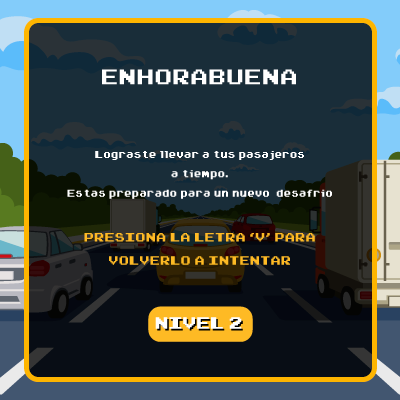 ENHORABUENA
Lograste llevar a tus pasajeros
a tiempo.
Estas preparado para un nuevo desafrio
PRESIONA LA LETRA 'V' PARA
VOLVERLO A INTENTAR
NIVEL 2